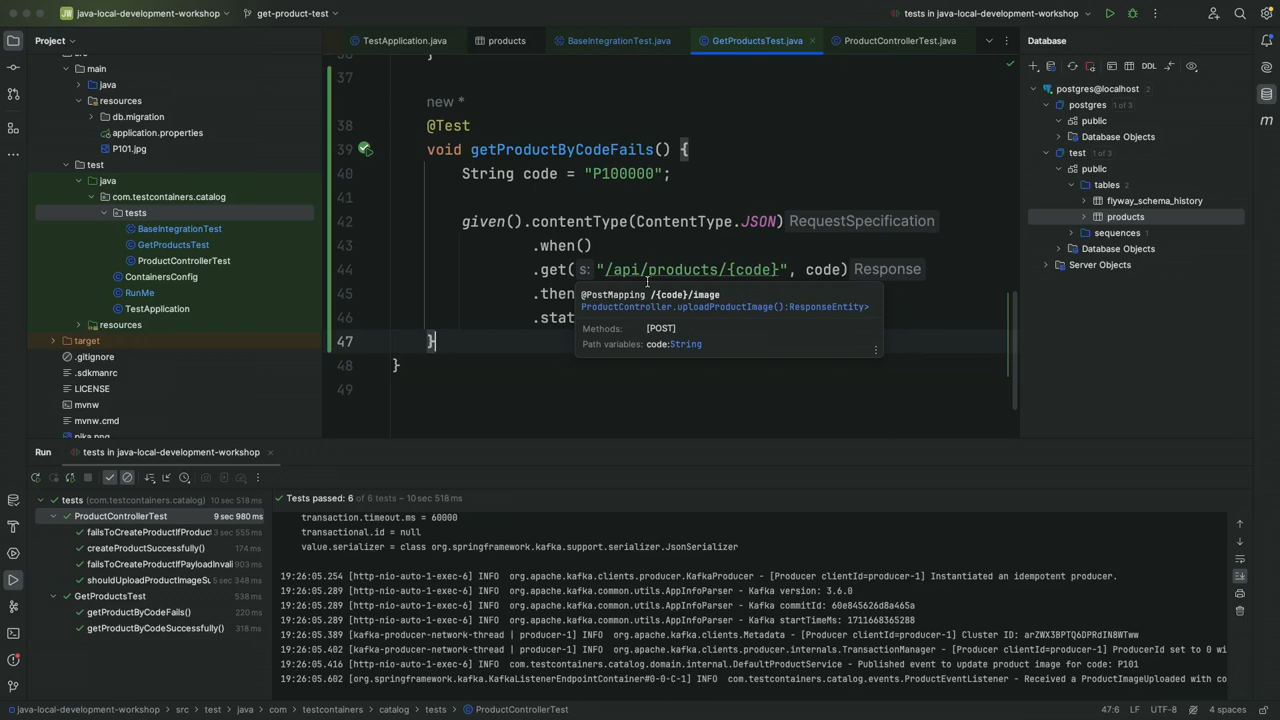 JW java-local-development-workshop
get-product-test
tests in java-local-development-workshop
Project
TestApplication.java
products
BaseIntegrationTest.java
GetProductsTest.java
ProductControllerTest.java
Database
main
java
resources
db.migration
application.properties
P101.jpg
test
java
com.testcontainers.catalog
tests
BaseIntegrationTest
GetProductsTest
ProductControllerTest
ContainersConfig
RunMe
TestApplication
resources
target
.gitignore
.sdkmanrc
LICENSE
mvnw
mvnw.cmd
pika.png
36 }
37
new *
38 @Test
39 void getProductByCodeFails() {
40 String code = "P100000";
41
42 given().contentType(ContentType.JSON) RequestSpecification
43 .when()
44 .get( s: "/api/products/{code}", code) Response
45 .then
46 .stat
47 }
48 }
49
@PostMapping /{code}/image
ProductController.uploadProductImage():ResponseEntity>
Methods: [POST]
Path variables: code:String
DDL
postgres@localhost 2
postgres 1 of 3
public
Database Objects
test 1 of 3
public
tables 2
flyway_schema_history
products
sequences
Database Objects
Server Objects
m
Run
tests in java-local-development-workshop
tests (com.testcontainers.catalog) 10 sec 518 ms
ProductControllerTest 9 sec 980 ms
failsToCreateProductIfProduct 3 sec 555 ms
createProductSuccessfully() 174 ms
failsToCreateProductIfPayloadInvali
shouldUploadProductImageSu 5 sec 348 ms
GetProductsTest 538 ms
getProductByCodeFails() 220 ms
getProductByCodeSuccessfully() 318 ms
Tests passed: 6 of 6 tests – 10 sec 518 ms
transaction.timeout.ms = 60000
transactional.id = null
value.serializer = class org.springframework.kafka.support.serializer.JsonSerializer
19:26:05.254 [http-nio-auto-1-exec-6] INFO org.apache.kafka.clients.producer.KafkaProducer - [Producer clientId=producer-1] Instantiated an idempotent producer.
19:26:05.289 [http-nio-auto-1-exec-6] INFO org.apache.kafka.common.utils.AppInfoParser - Kafka version: 3.6.0
19:26:05.289 [http-nio-auto-1-exec-6] INFO org.apache.kafka.common.utils.AppInfoParser - Kafka commitId: 60e845626d8a465a
19:26:05.289 [http-nio-auto-1-exec-6] INFO org.apache.kafka.common.utils.AppInfoParser - Kafka startTimeMs: 1711668365288
19:26:05.389 [kafka-producer-network-thread | producer-1] INFO org.apache.kafka.clients.Metadata - [Producer clientId=producer-1] Cluster ID: arZWX3BPTQ6DPRdIN8WTww
19:26:05.402 [kafka-producer-network-thread | producer-1] INFO org.apache.kafka.clients.producer.internals.TransactionManager - [Producer clientId=producer-1] ProducerId set to 0 wi
19:26:05.416 [http-nio-auto-1-exec-6] INFO com.testcontainers.catalog.domain.internal.DefaultProductService - Published event to update product image for code: P101
19:26:05.602 [org.springframework.kafka.KafkaListenerEndpointContainer#0-0-C-1] INFO com.testcontainers.catalog.events.ProductEventListener - Received a ProductImageUploaded with co
java-local-development-workshop > src > test > java > com > testcontainers > catalog > tests > ProductControllerTest
47:6 LF UTF-8 4 spaces